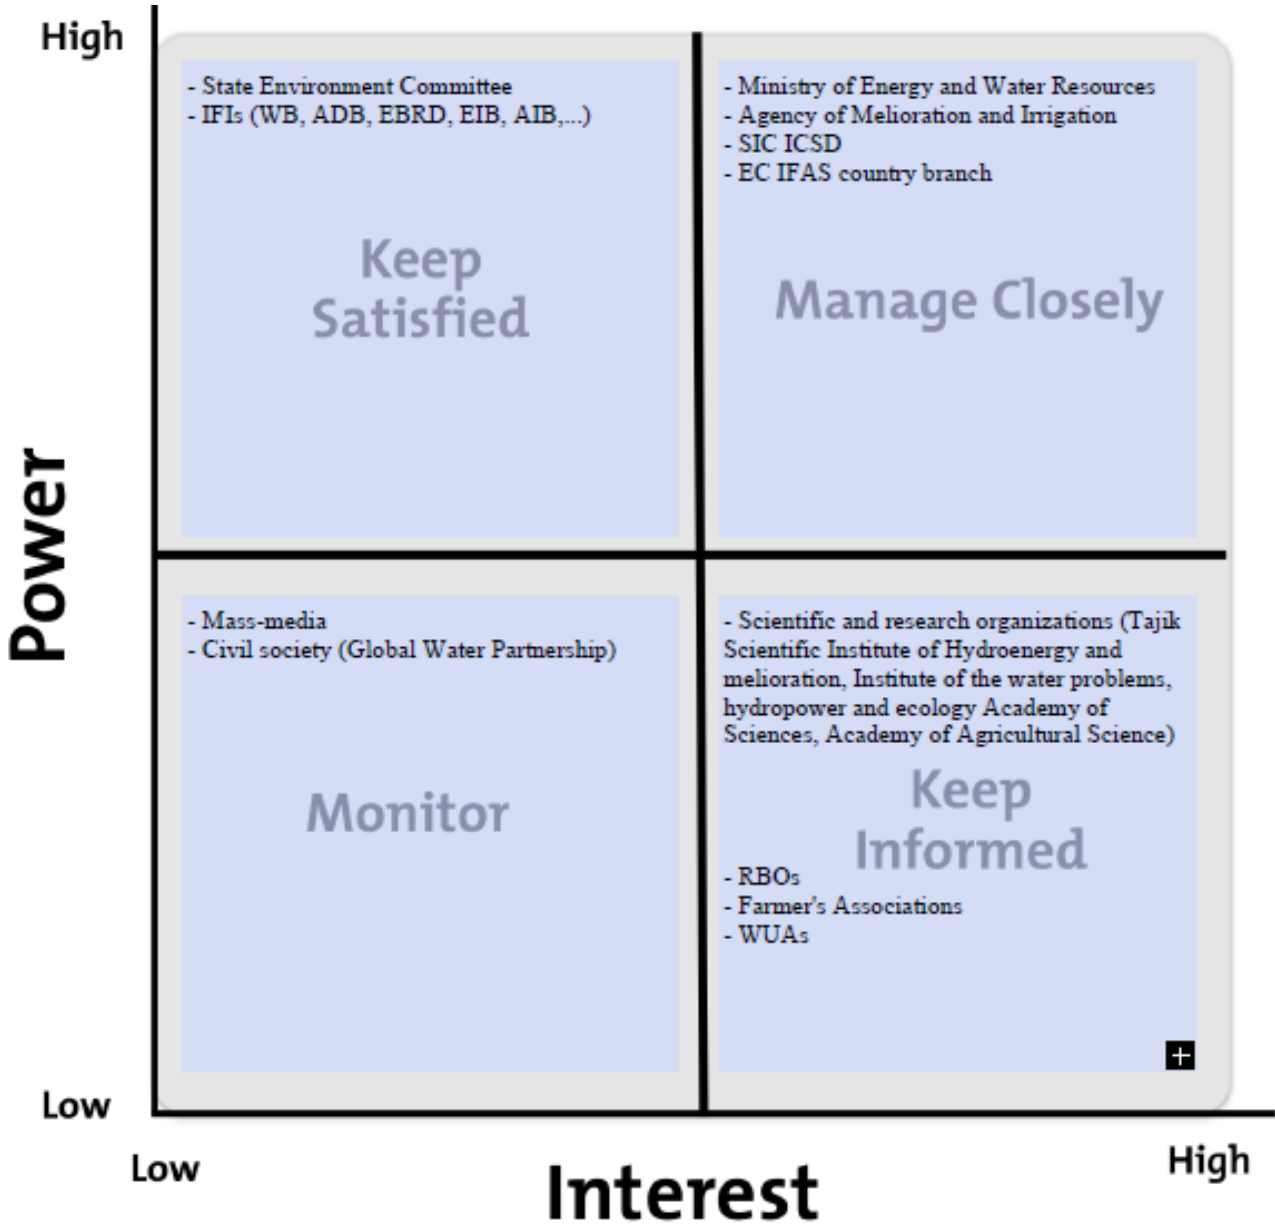 High
- State Environment Committee
- IFIs (WB, ADB, EBRD, EIB, AIB,...)
Keep
Satisfied
- Ministry of Energy and Water Resources
- Agency of Melioration and Irrigation
- SIC ICSD
- EC IFAS country branch
Manage Closely
Power
- Mass-media
- Civil society (Global Water Partnership)
Monitor
- Scientific and research organizations (Tajik
Scientific Institute of Hydroenergy and
melioration, Institute of the water problems,
hydropower and ecology Academy of
Sciences, Academy of Agricultural Science)
Keep
Informed
- RBOs
- Farmer's Associations
- WUAs
+
Low
Low
Interest
High